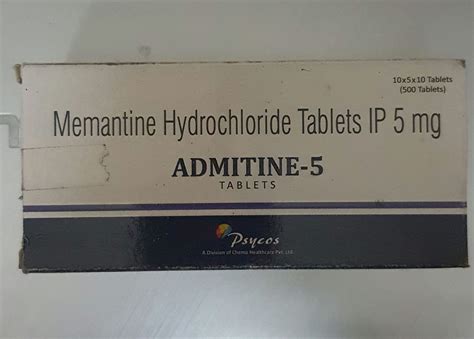 10x5x10 Tablets
(500 Tablets)
Memantine Hydrochloride Tablets IP 5 mg
ADMITINE-5
TABLETS
Psycos
A Division of Chemo Healthcare Pvt. Ltd.